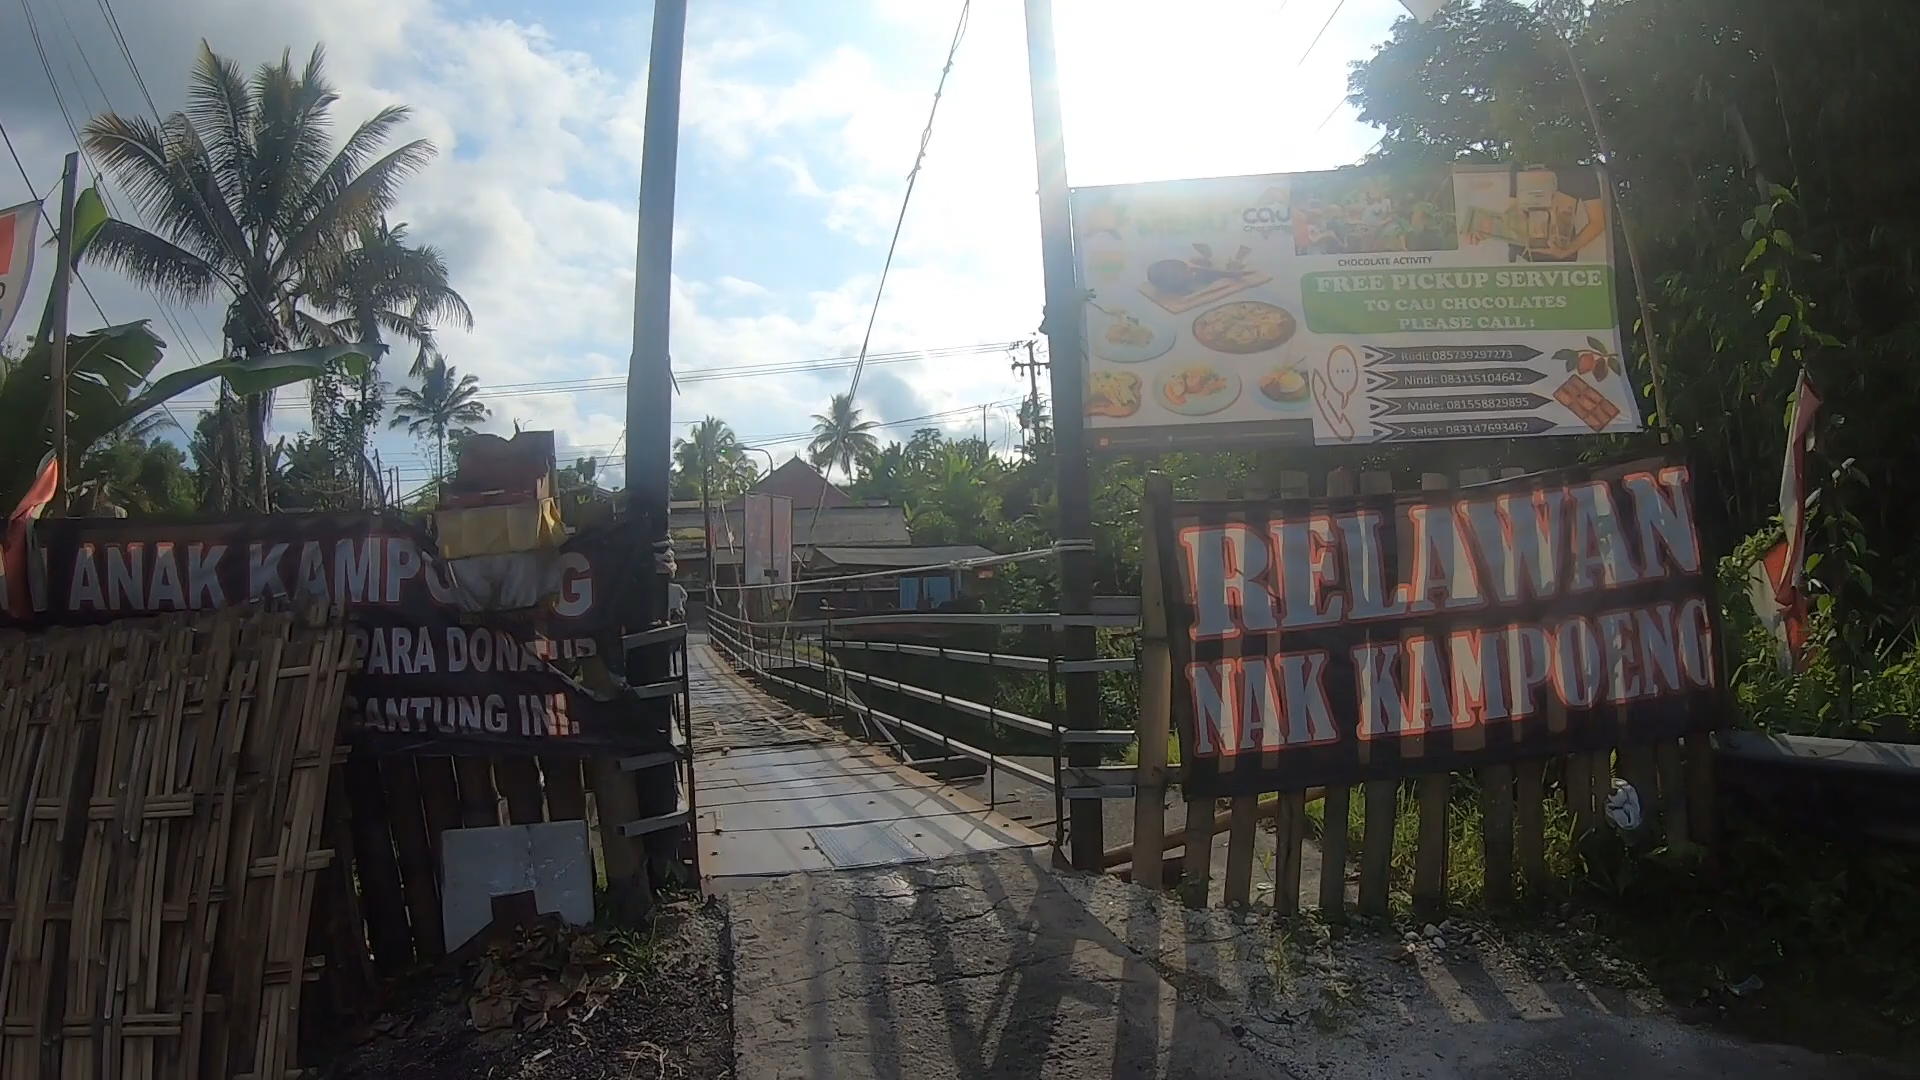 ANAK KAMPO
G
PARA DONATUR
GANTUNG INI.
CAU
CHOCOLATE ACTIVITY
FREE PICKUP SERVICE
TO CAU CHOCOLATES
PLEASE CALL :
Rudi: 085739297273
Nindi: 083115104642
Made: 081558829895
Salsa: 083147693462
RELAWAN
NAK KAMPOENG